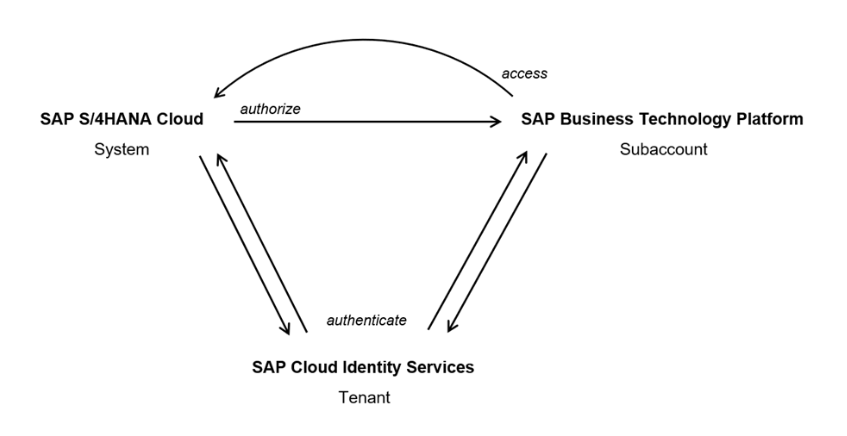 access
authorize
SAP S/4HANA Cloud
SAP Business Technology Platform
System
Subaccount
authenticate
SAP Cloud Identity Services
Tenant